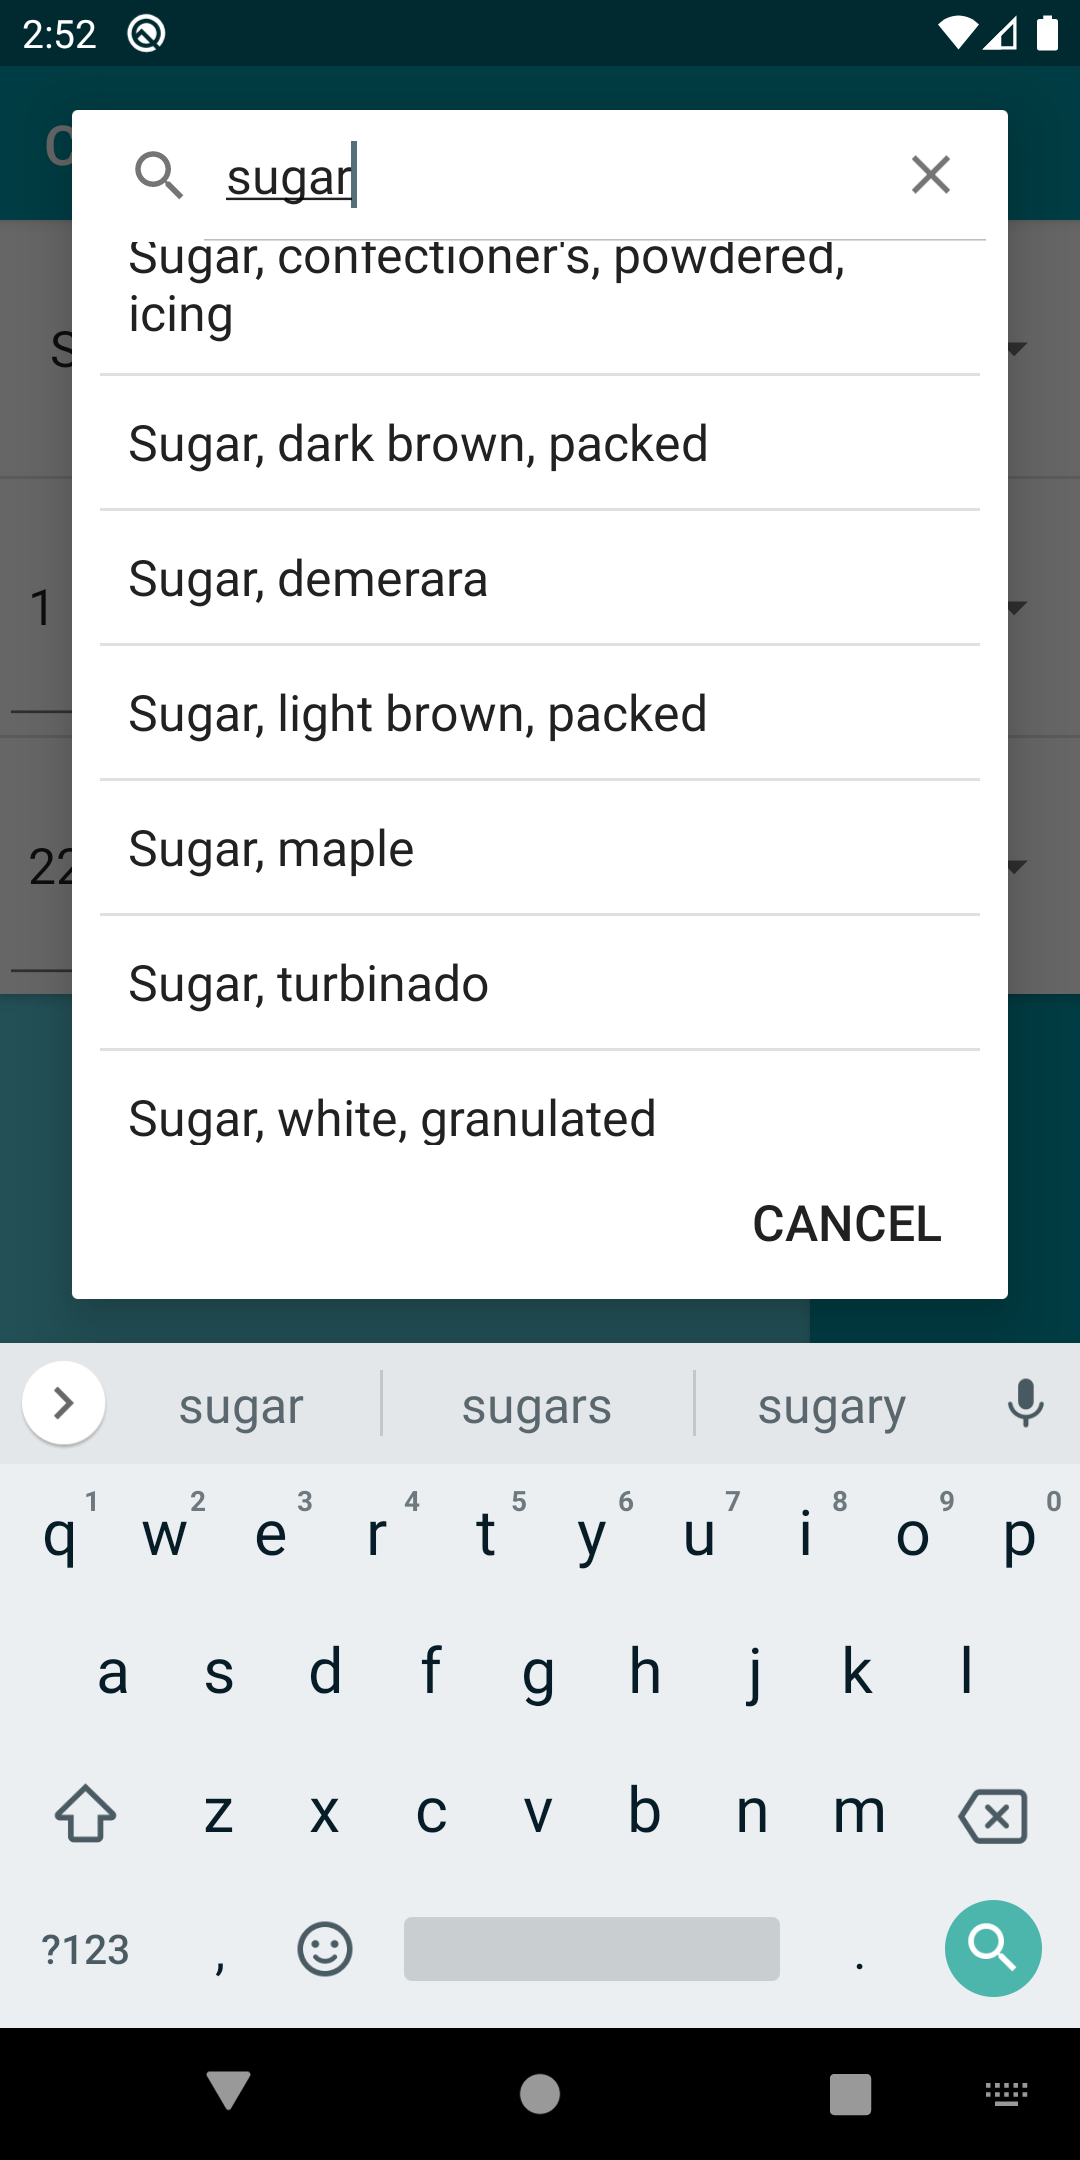 2:52
C
sugar
S
Sugar, confectioner's, powdered,
icing
Sugar, dark brown, packed
Sugar, demerara
1
Sugar, light brown, packed
Sugar, maple
22
Sugar, turbinado
Sugar, white, granulated
CANCEL
sugar sugars sugary
1 2 3 4 5 6 7 8 9 0
q w e r t y u i o p
a s d f g h j k l
z x c v b n m
?123 , .